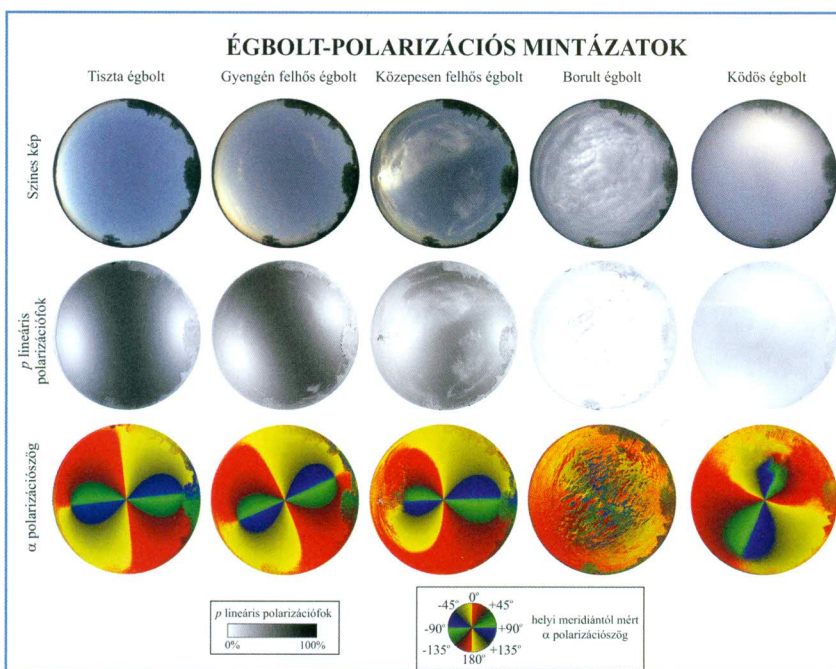 ÉGBOLT-POLARIZÁCIÓS MINTÁZATOK
Tiszta égbolt
Gyengén felhős égbolt
Közepesen felhős égbolt
Borult égbolt
Ködös égbolt
Színes kép
p lineáris
polarizációfok
α polarizációszög
p lineáris polarizációfok
0%
100%
0°
-45°
+45°
-90°
+90°
-135°
+135°
180°
helyi meridiántól mért
α polarizációszög